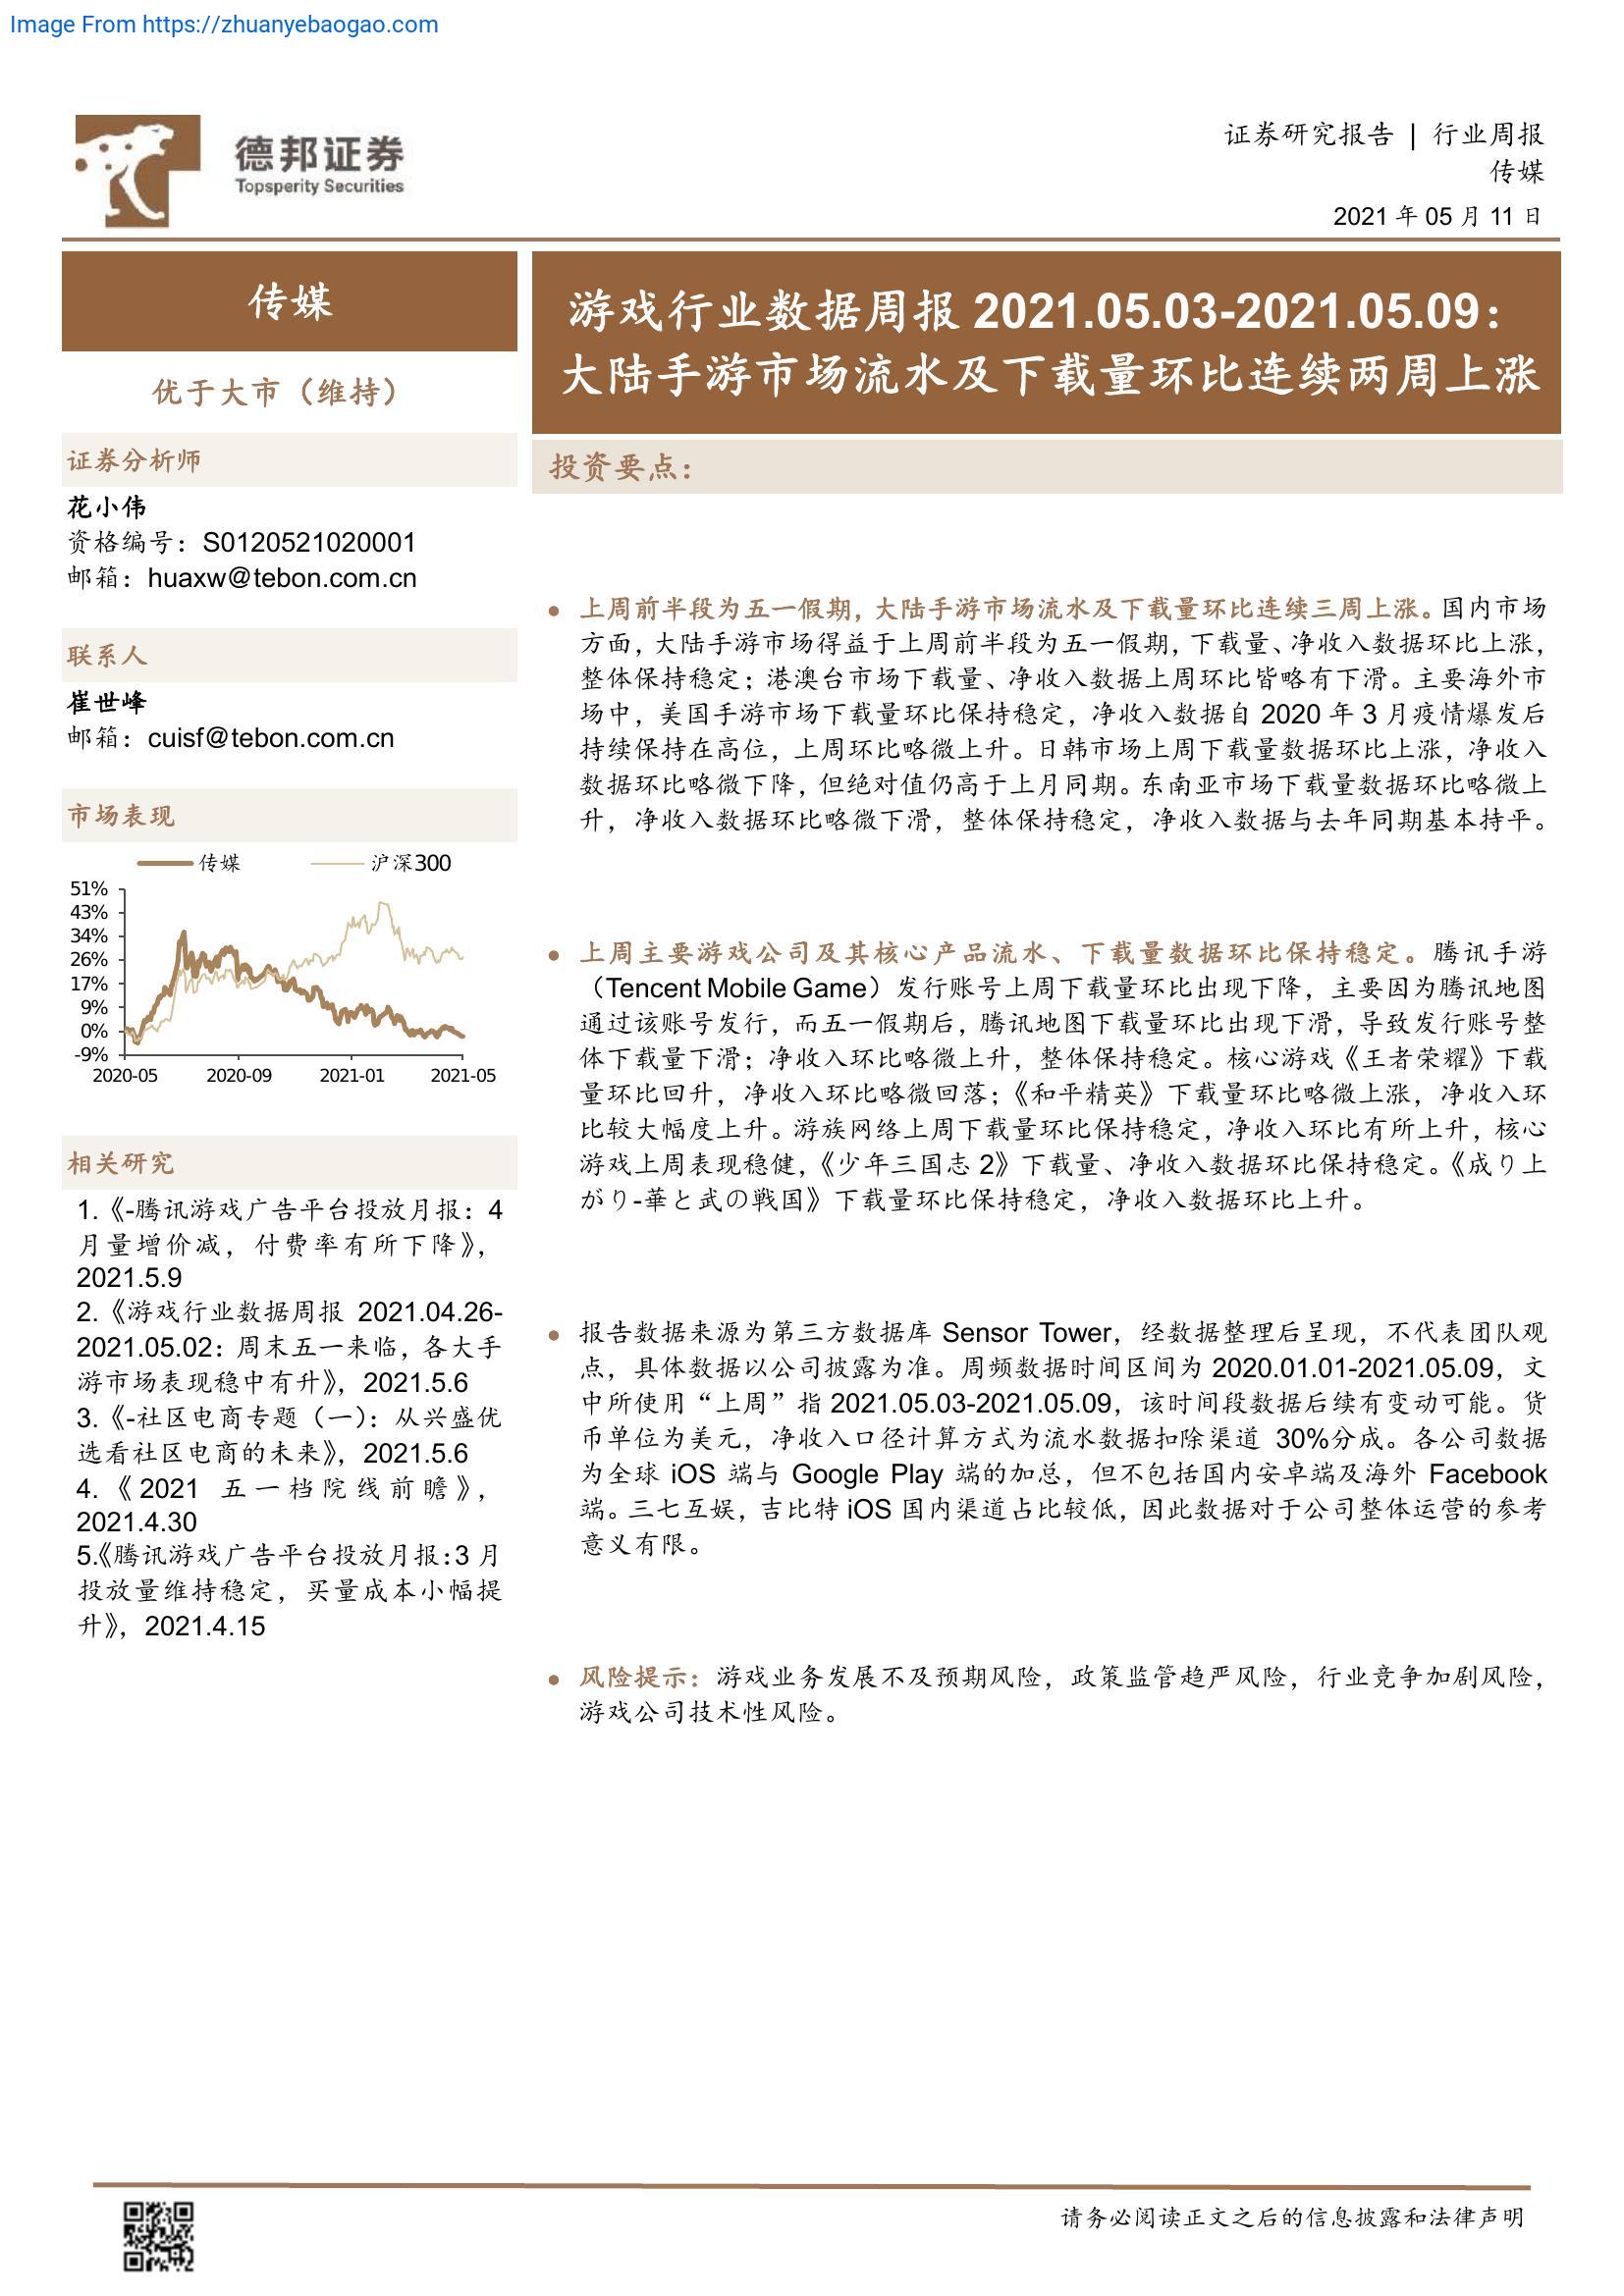 Image From https://zhuanyebaogao.com
德邦证券
Topsperity Securities
证券研究报告 | 行业周报
传媒
2021 年 05 月 11 日
传媒
优于大市（维持）
证券分析师
花小伟
资格编号：S0120521020001
邮箱：huaxw@tebon.com.cn
联系人
崔世峰
邮箱：cuisf@tebon.com.cn
市场表现
传媒
沪深300
51%
43%
34%
26%
17%
9%
0%
-9%
2020-05
2020-09
2021-01
2021-05
相关研究
1.《-腾讯游戏广告平台投放月报：4
月量增价减，付费率有所下降》，
2021.5.9
2.《游戏行业数据周报 2021.04.26-
2021.05.02：周末五一来临，各大手
游市场表现稳中有升》，2021.5.6
3.《-社区电商专题（一）：从兴盛优
选看社区电商的未来》，2021.5.6
4.《2021 五一档院线前瞻》，
2021.4.30
5.《腾讯游戏广告平台投放月报：3 月
投放量维持稳定，买量成本小幅提
升》，2021.4.15
游戏行业数据周报 2021.05.03-2021.05.09：
大陆手游市场流水及下载量环比连续两周上涨
投资要点：
● 上周前半段为五一假期，大陆手游市场流水及下载量环比连续三周上涨。国内市场
方面，大陆手游市场得益于上周前半段为五一假期，下载量、净收入数据环比上涨，
整体保持稳定；港澳台市场下载量、净收入数据上周环比皆略有下滑。主要海外市
场中，美国手游市场下载量环比保持稳定，净收入数据自 2020 年 3 月疫情爆发后
持续保持在高位，上周环比略微上升。日韩市场上周下载量数据环比上涨，净收入
数据环比略微下降，但绝对值仍高于上月同期。东南亚市场下载量数据环比略微上
升，净收入数据环比略微下滑，整体保持稳定，净收入数据与去年同期基本持平。
● 上周主要游戏公司及其核心产品流水、下载量数据环比保持稳定。腾讯手游
（Tencent Mobile Game）发行账号上周下载量环比出现下降，主要因为腾讯地图
通过该账号发行，而五一假期后，腾讯地图下载量环比出现下滑，导致发行账号整
体下载量下滑；净收入环比略微上升，整体保持稳定。核心游戏《王者荣耀》下载
量环比回升，净收入环比略微回落；《和平精英》下载量环比略微上涨，净收入环
比较大幅度上升。游族网络上周下载量环比保持稳定，净收入环比有所上升，核心
游戏上周表现稳健，《少年三国志 2》下载量、净收入数据环比保持稳定。《成り上
がり-華と武の戦国》下载量环比保持稳定，净收入数据环比上升。
● 报告数据来源为第三方数据库 Sensor Tower，经数据整理后呈现，不代表团队观
点，具体数据以公司披露为准。周频数据时间区间为 2020.01.01-2021.05.09，文
中所使用“上周”指 2021.05.03-2021.05.09，该时间段数据后续有变动可能。货
币单位为美元，净收入口径计算方式为流水数据扣除渠道 30%分成。各公司数据
为全球 iOS 端与 Google Play 端的加总，但不包括国内安卓端及海外 Facebook
端。三七互娱，吉比特 iOS 国内渠道占比较低，因此数据对于公司整体运营的参考
意义有限。
● 风险提示：游戏业务发展不及预期风险，政策监管趋严风险，行业竞争加剧风险，
游戏公司技术性风险。
请务必阅读正文之后的信息披露和法律声明